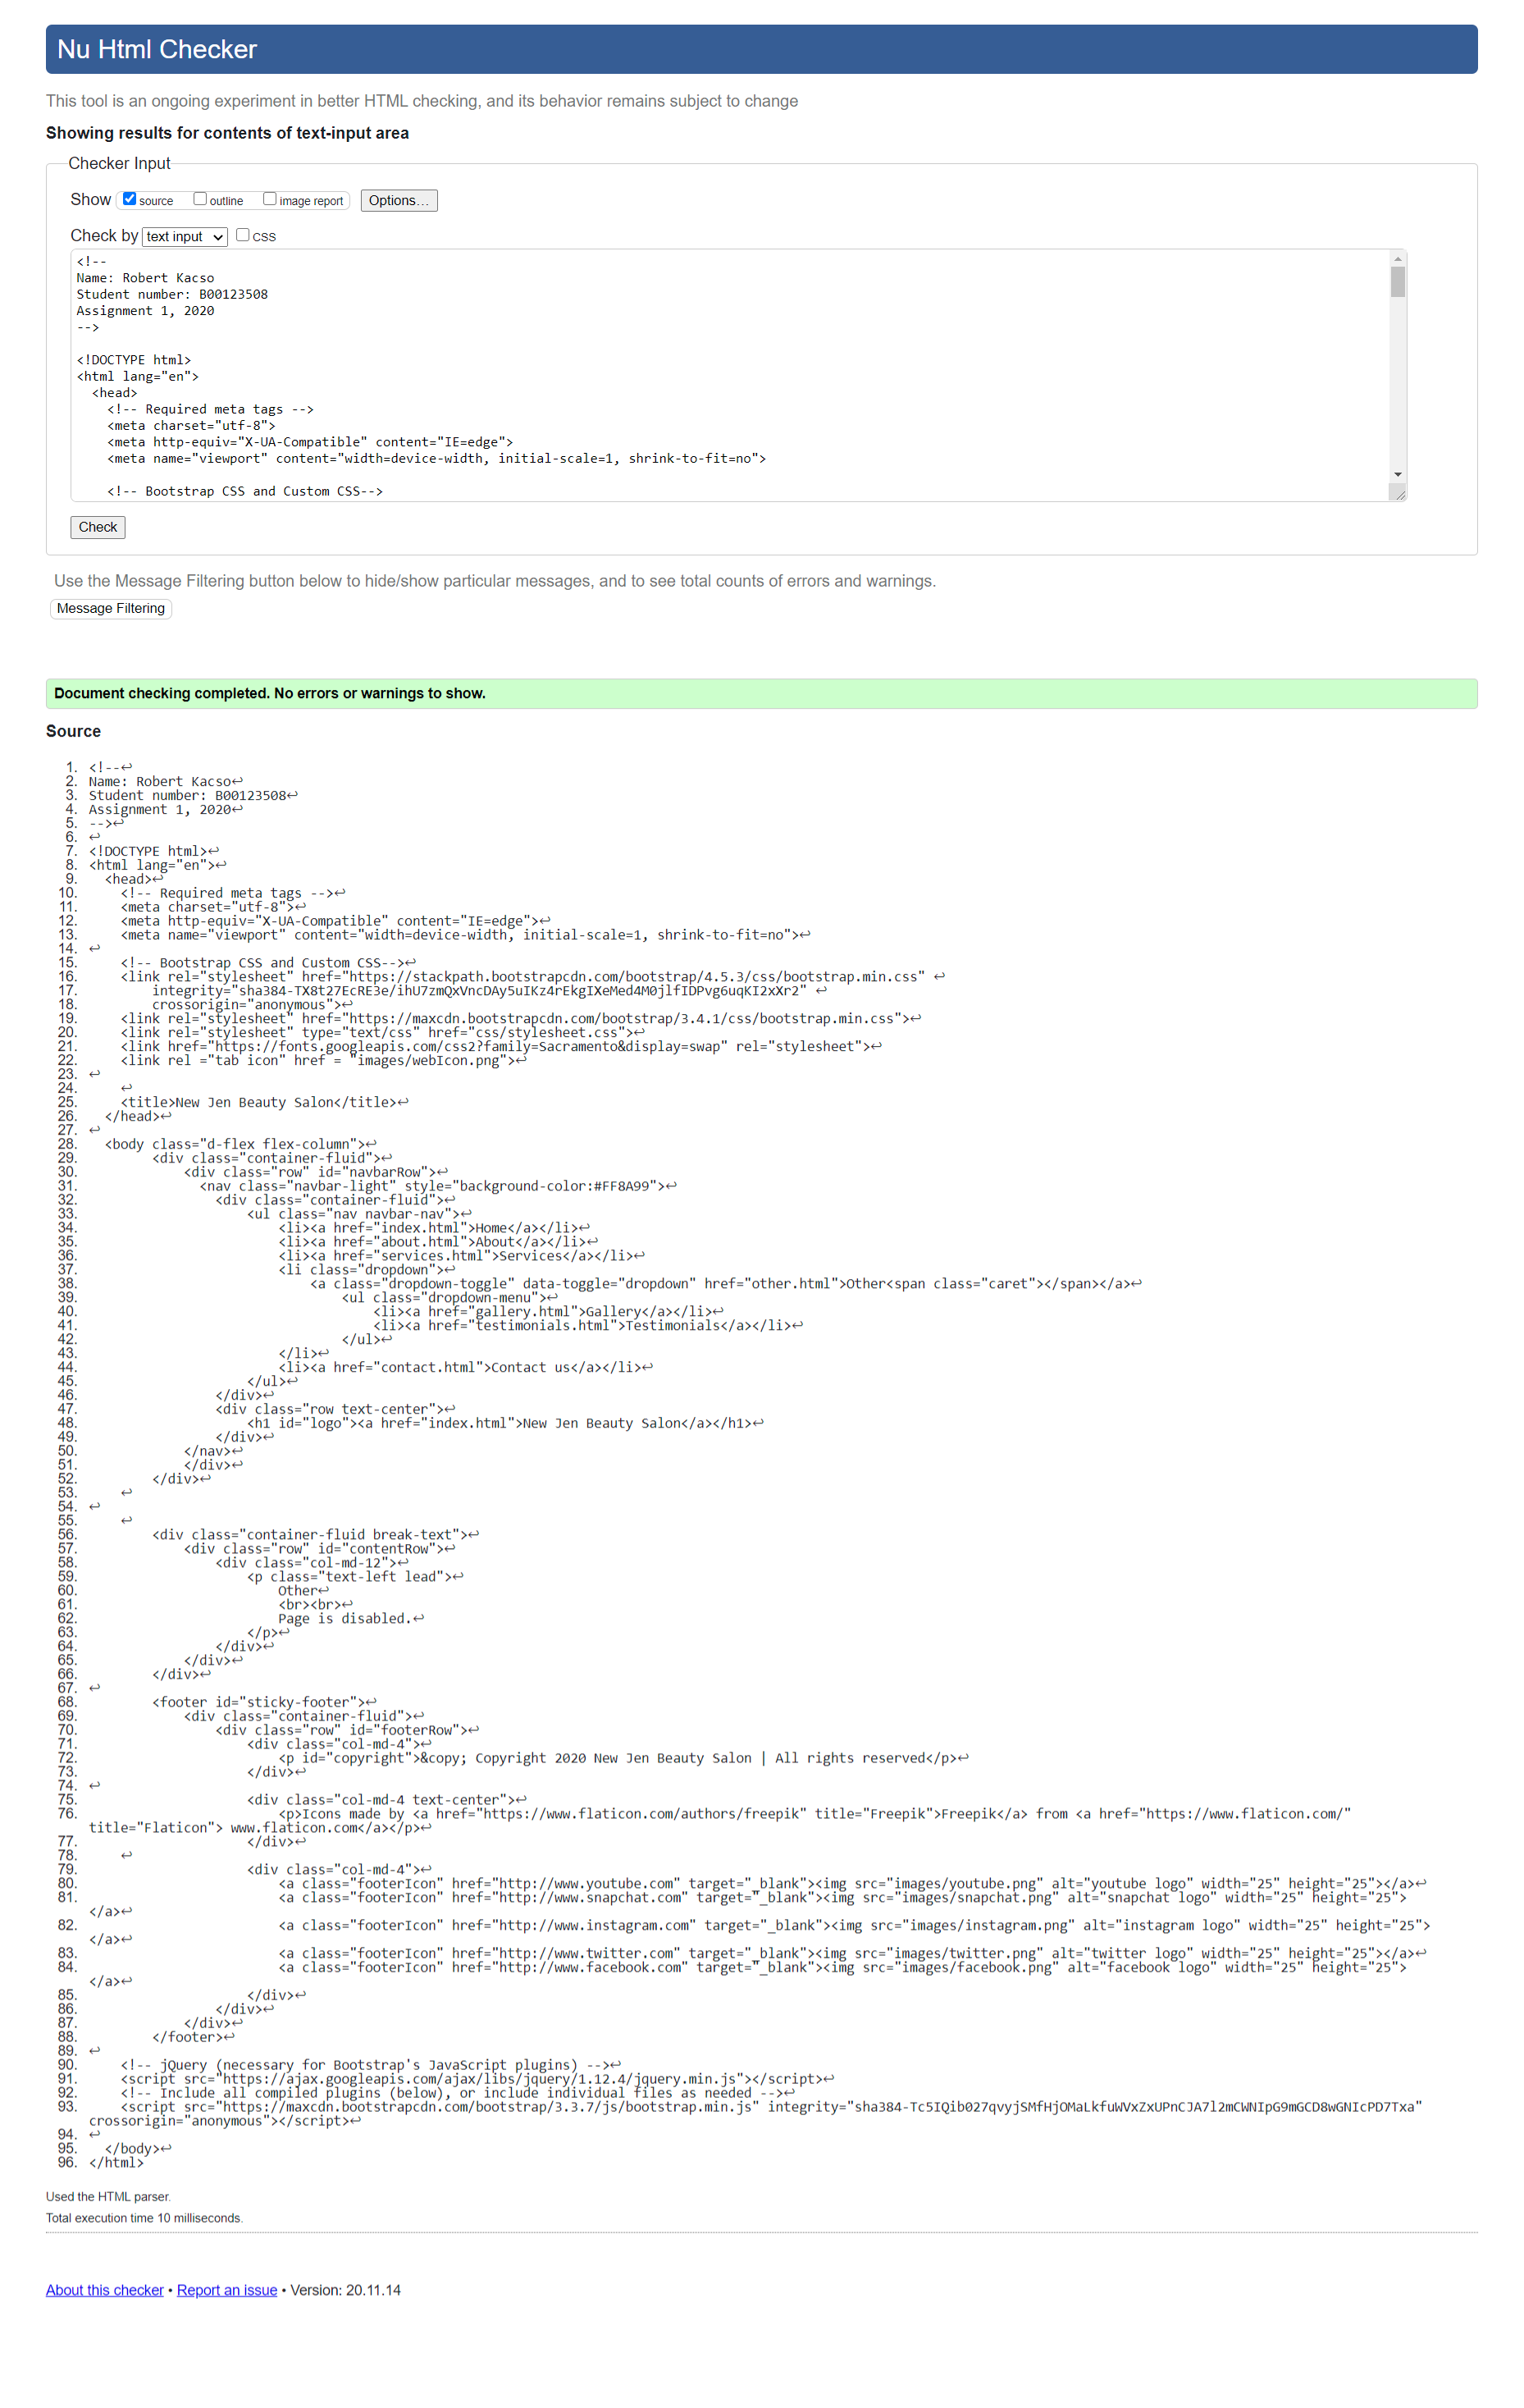 Nu Html Checker
This tool is an ongoing experiment in better HTML checking, and its behavior remains subject to change
Showing results for contents of text-input area
Checker Input
Show source outline image report Options...
Check by text input CSS
<!--
Name: Robert Kacso
Student number: B00123508
Assignment 1, 2020
-->
<!DOCTYPE html>
<html lang="en">
<head>
<!-- Required meta tags -->
<meta charset="utf-8">
<meta http-equiv="X-UA-Compatible" content="IE=edge">
<meta name="viewport" content="width=device-width, initial-scale=1, shrink-to-fit=no">
<!-- Bootstrap CSS and Custom CSS-->
Check
Use the Message Filtering button below to hide/show particular messages, and to see total counts of errors and warnings.
Message Filtering
Document checking completed. No errors or warnings to show.
Source
1. <!--↩
2. Name: Robert Kacso↩
3. Student number: B00123508↩
4. Assignment 1, 2020↩
5. -->↩
6. ↩
7. <!DOCTYPE html>↩
8. <html lang="en">↩
9. <head>↩
10. <!-- Required meta tags -->↩
11. <meta charset="utf-8">↩
12. <meta http-equiv="X-UA-Compatible" content="IE=edge">↩
13. <meta name="viewport" content="width=device-width, initial-scale=1, shrink-to-fit=no">↩
14. ↩
15. <!-- Bootstrap CSS and Custom CSS-->↩
16. <link rel="stylesheet" href="https://stackpath.bootstrapcdn.com/bootstrap/4.5.3/css/bootstrap.min.css" ↩
17. integrity="sha384-TX8t27EcRE3e/ihU7zmQxVncDAy5uIKz4rEkgIXeMed4M0jlfIDPvg6uqKI2xXr2" ↩
18. crossorigin="anonymous">↩
19. <link rel="stylesheet" href="https://maxcdn.bootstrapcdn.com/bootstrap/3.4.1/css/bootstrap.min.css">↩
20. <link rel="stylesheet" type="text/css" href="css/stylesheet.css">↩
21. <link href="https://fonts.googleapis.com/css2?family=Sacramento&display=swap" rel="stylesheet">↩
22. <link rel ="tab icon" href = "images/webIcon.png">↩
23. ↩
24. ↩
25. <title>New Jen Beauty Salon</title>↩
26. </head>↩
27. ↩
28. <body class="d-flex flex-column">↩
29. <div class="container-fluid">↩
30. <div class="row" id="navbarRow">↩
31. <nav class="navbar-light" style="background-color:#FF8A99">↩
32. <div class="container-fluid">↩
33. <ul class="nav navbar-nav">↩
34. <li><a href="index.html">Home</a></li>↩
35. <li><a href="about.html">About</a></li>↩
36. <li><a href="services.html">Services</a></li>↩
37. <li class="dropdown">↩
38. <a class="dropdown-toggle" data-toggle="dropdown" href="other.html">Other<span class="caret"></span></a>↩
39. <ul class="dropdown-menu">↩
40. <li><a href="gallery.html">Gallery</a></li>↩
41. <li><a href="testimonials.html">Testimonials</a></li>↩
42. </ul>↩
43. </li>↩
44. <li><a href="contact.html">Contact us</a></li>↩
45. </ul>↩
46. </div>↩
47. <div class="row text-center">↩
48. <h1 id="logo"><a href="index.html">New Jen Beauty Salon</a></h1>↩
49. </div>↩
50. </nav>↩
51. </div>↩
52. </div>↩
53. ↩
54. ↩
55. ↩
56. <div class="container-fluid break-text">↩
57. <div class="row" id="contentRow">↩
58. <div class="col-md-12">↩
59. <p class="text-left lead">↩
60. Other↩
61. <br><br>↩
62. Page is disabled.↩
63. </p>↩
64. </div>↩
65. </div>↩
66. </div>↩
67. ↩
68. <footer id="sticky-footer">↩
69. <div class="container-fluid">↩
70. <div class="row" id="footerRow">↩
71. <div class="col-md-4">↩
72. <p id="copyright">&copy; Copyright 2020 New Jen Beauty Salon | All rights reserved</p>↩
73. </div>↩
74. ↩
75. <div class="col-md-4 text-center">↩
76. <p>Icons made by <a href="https://www.flaticon.com/authors/freepik" title="Freepik">Freepik</a> from <a href="https://www.flaticon.com/"
title="Flaticon"> www.flaticon.com</a></p>↩
77. </div>↩
78. ↩
79. <div class="col-md-4">↩
80. <a class="footerIcon" href="http://www.youtube.com" target="_blank"><img src="images/youtube.png" alt="youtube logo" width="25" height="25"></a>↩
81. <a class="footerIcon" href="http://www.snapchat.com" target="_blank"><img src="images/snapchat.png" alt="snapchat logo" width="25" height="25">
</a>↩
82. <a class="footerIcon" href="http://www.instagram.com" target="_blank"><img src="images/instagram.png" alt="instagram logo" width="25" height="25">
</a>↩
83. <a class="footerIcon" href="http://www.twitter.com" target="_blank"><img src="images/twitter.png" alt="twitter logo" width="25" height="25"></a>↩
84. <a class="footerIcon" href="http://www.facebook.com" target="_blank"><img src="images/facebook.png" alt="facebook logo" width="25" height="25">
</a>↩
85. </div>↩
86. </div>↩
87. </div>↩
88. </footer>↩
89. ↩
90. <!-- jQuery (necessary for Bootstrap's JavaScript plugins) -->↩
91. <script src="https://ajax.googleapis.com/ajax/libs/jquery/1.12.4/jquery.min.js"></script>↩
92. <!-- Include all compiled plugins (below), or include individual files as needed -->↩
93. <script src="https://maxcdn.bootstrapcdn.com/bootstrap/3.3.7/js/bootstrap.min.js" integrity="sha384-Tc5IQib027qvyjSMfHjOMaLkfuWVxZxUPnCJA7l2mCWNIpG9mGCD8wGNIcPD7Txa"
crossorigin="anonymous"></script>↩
94. ↩
95. </body>↩
96. </html>
Used the HTML parser.
Total execution time 10 milliseconds.
About this checker • Report an issue • Version: 20.11.14